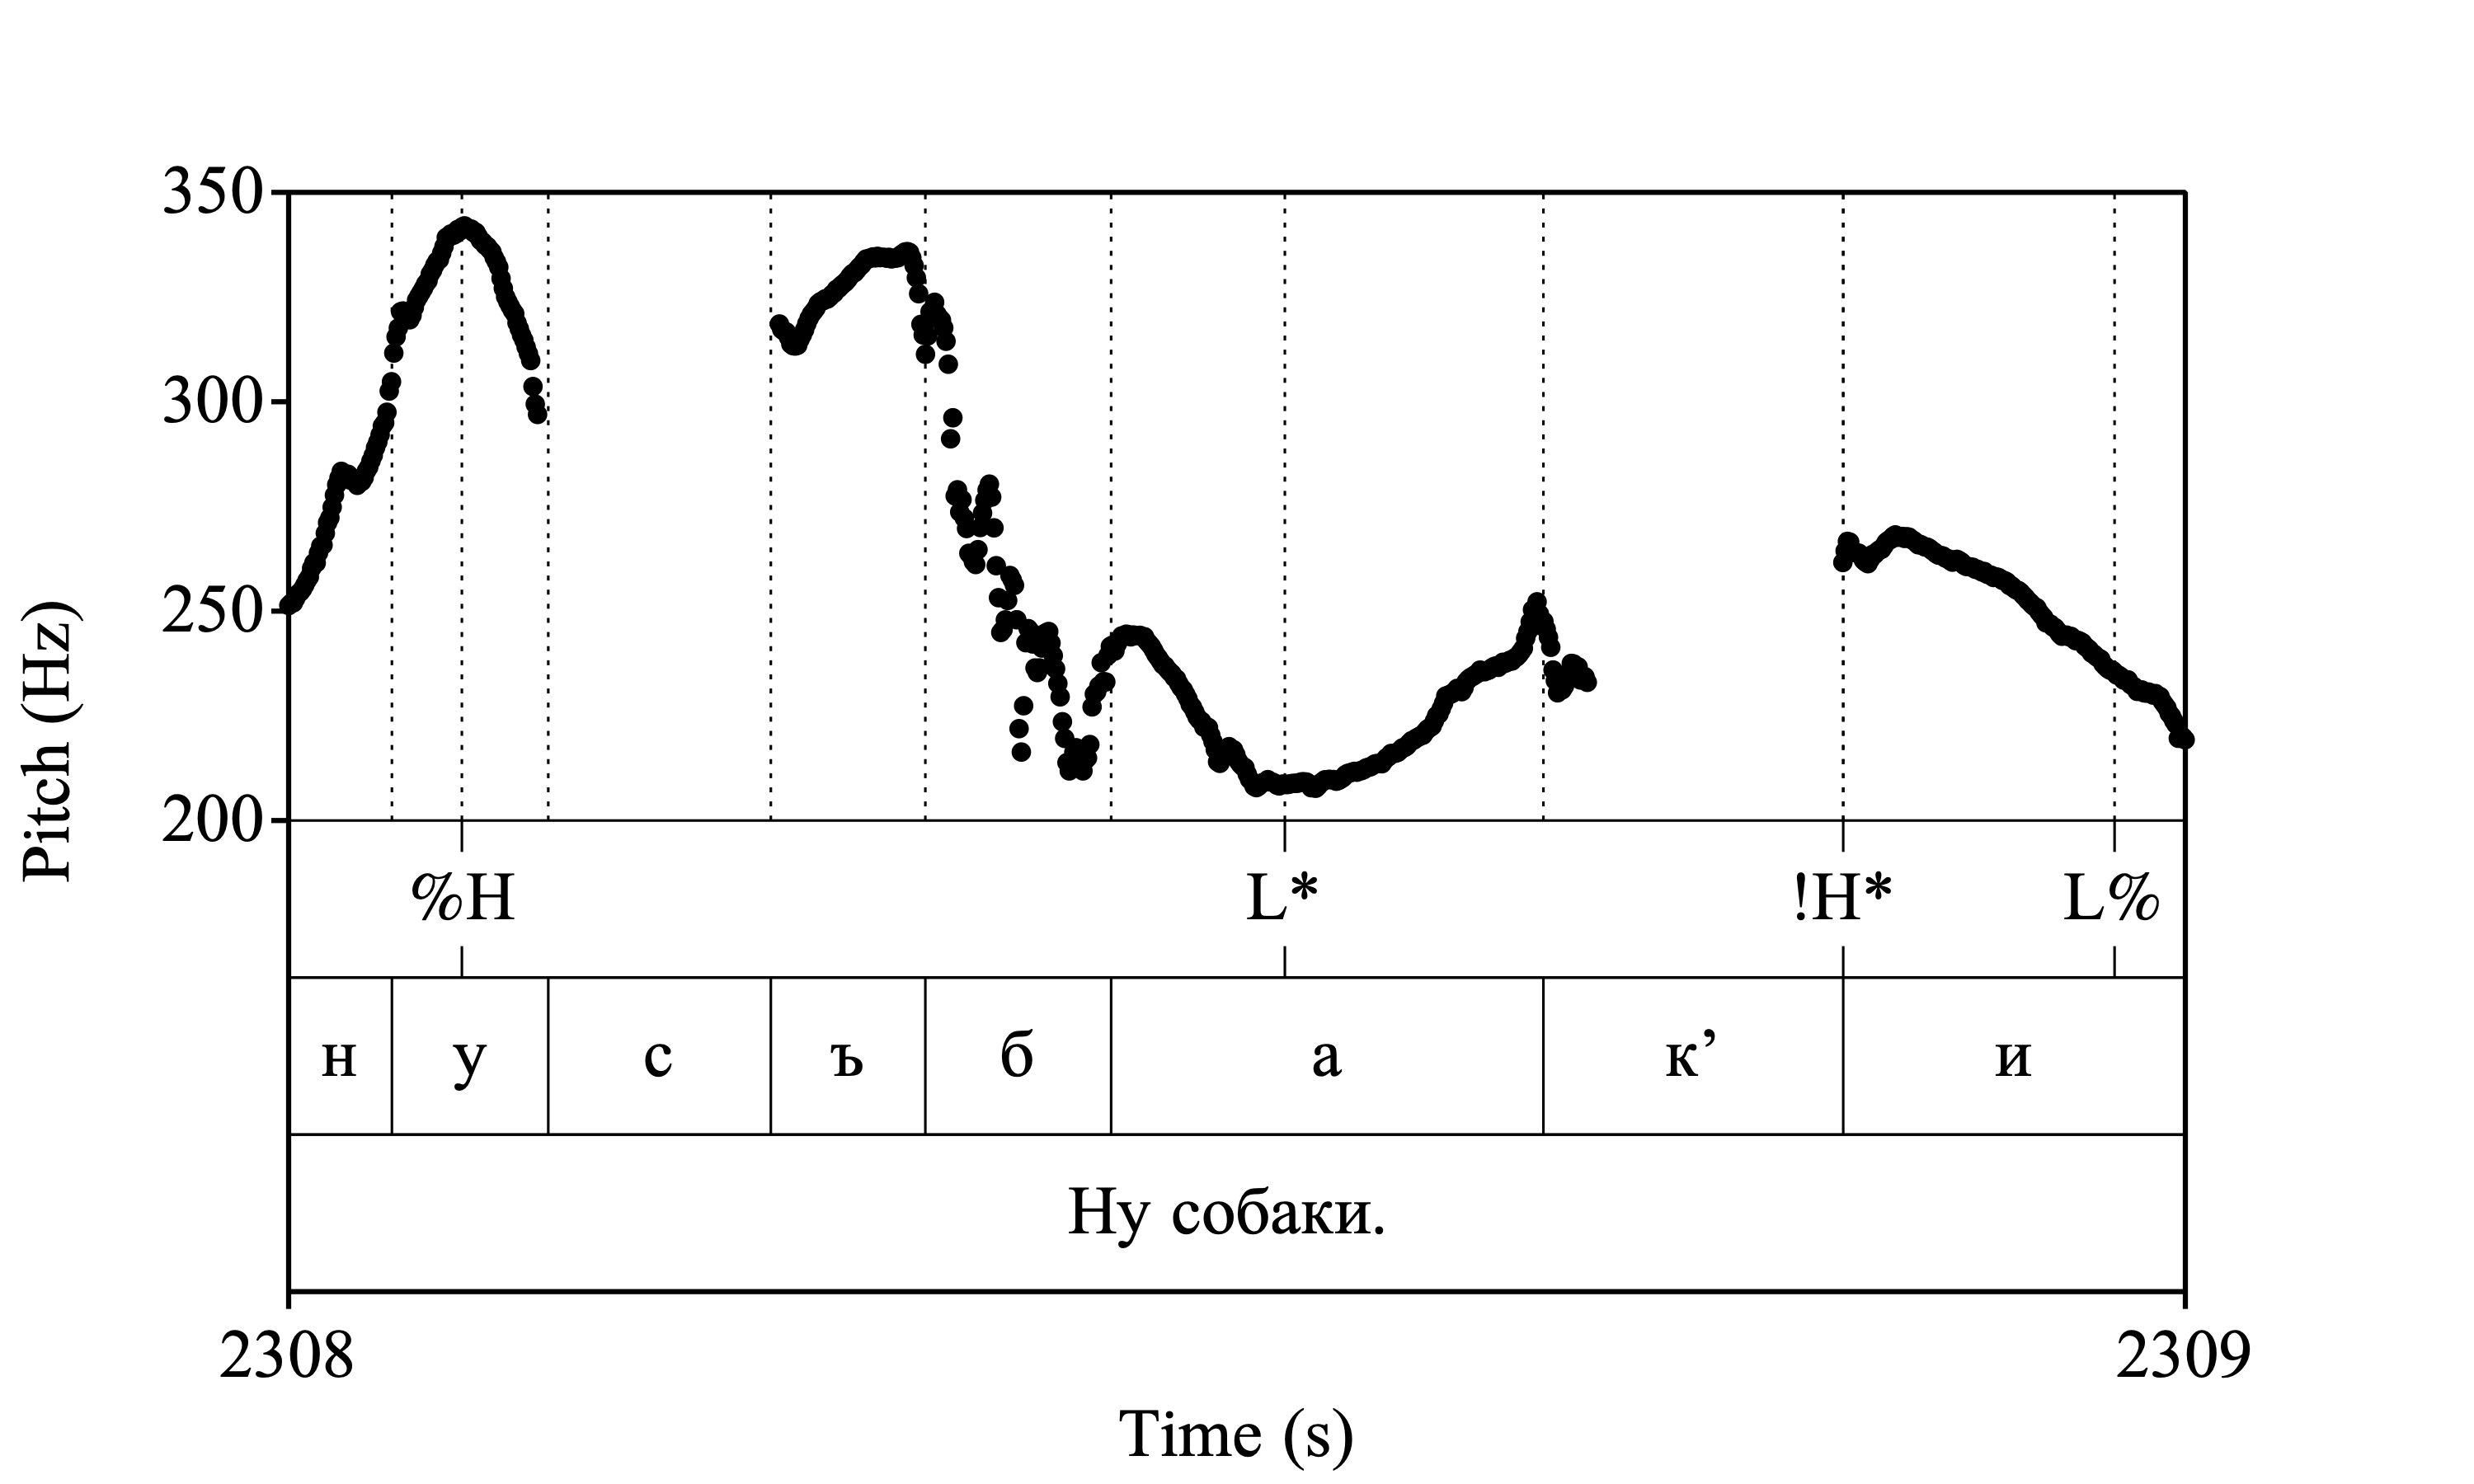 Pitch (Hz)
350
300
250
200
%H L* !H* L%
н у с ъ б а к’ и
Ну собаки.
2308 2309
Time (s)